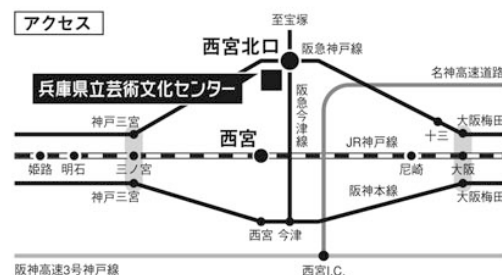 アクセス
至宝塚
西宮北口
阪急神戸線
兵庫県立芸術文化センター
阪急今津線
名神高速道路
神戸三宮
十三
大阪梅田
西宮
JR神戸線
姫路
明石
三ノ宮
尼崎
大阪
神戸三宮
阪神本線
大阪梅田
西宮
今津
阪神高速3号神戸線
西宮I.C.